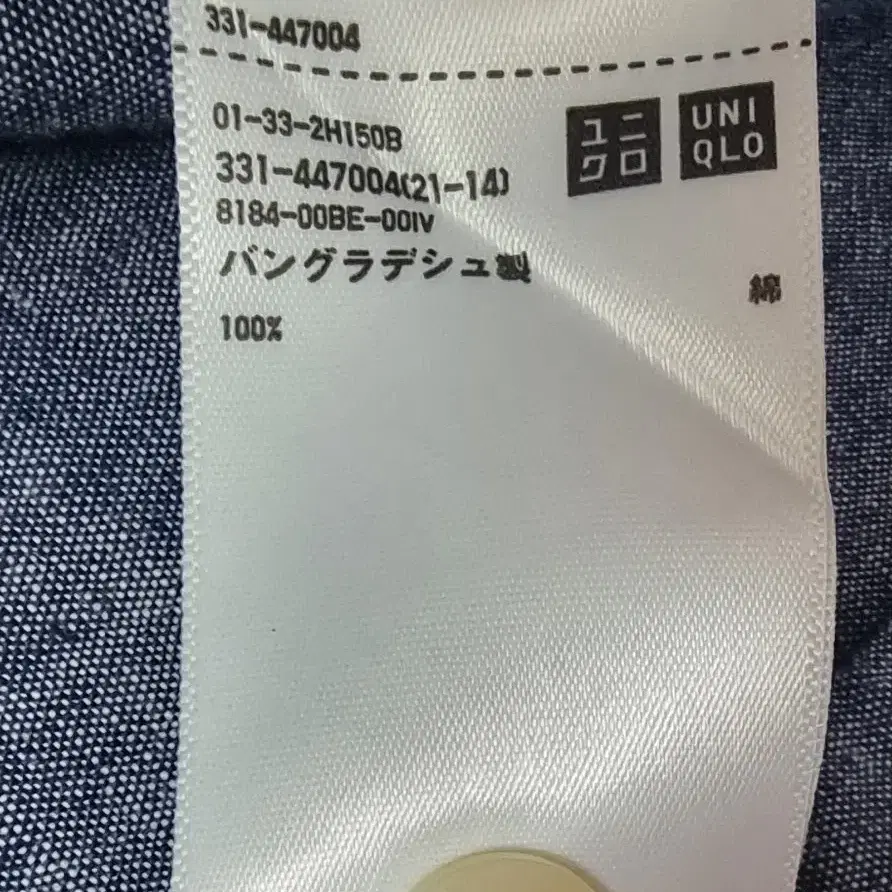 331-447004
01-33-2H150B
331-447004(21-14)
8184-00BE-00IV
バングラデシュ製
綿
100%
ユニ
クロ
UNI
QLO